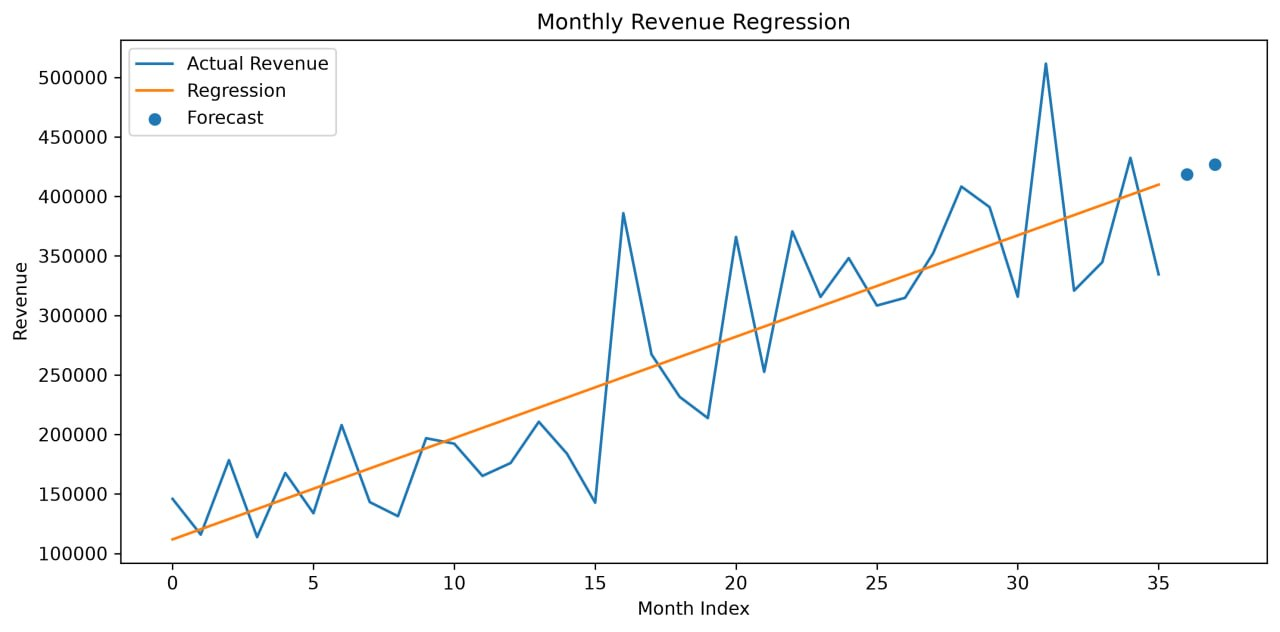 Monthly Revenue Regression
Actual Revenue
Regression
Forecast
500000
450000
400000
350000
300000
250000
200000
150000
100000
Revenue
0 5 10 15 20 25 30 35
Month Index